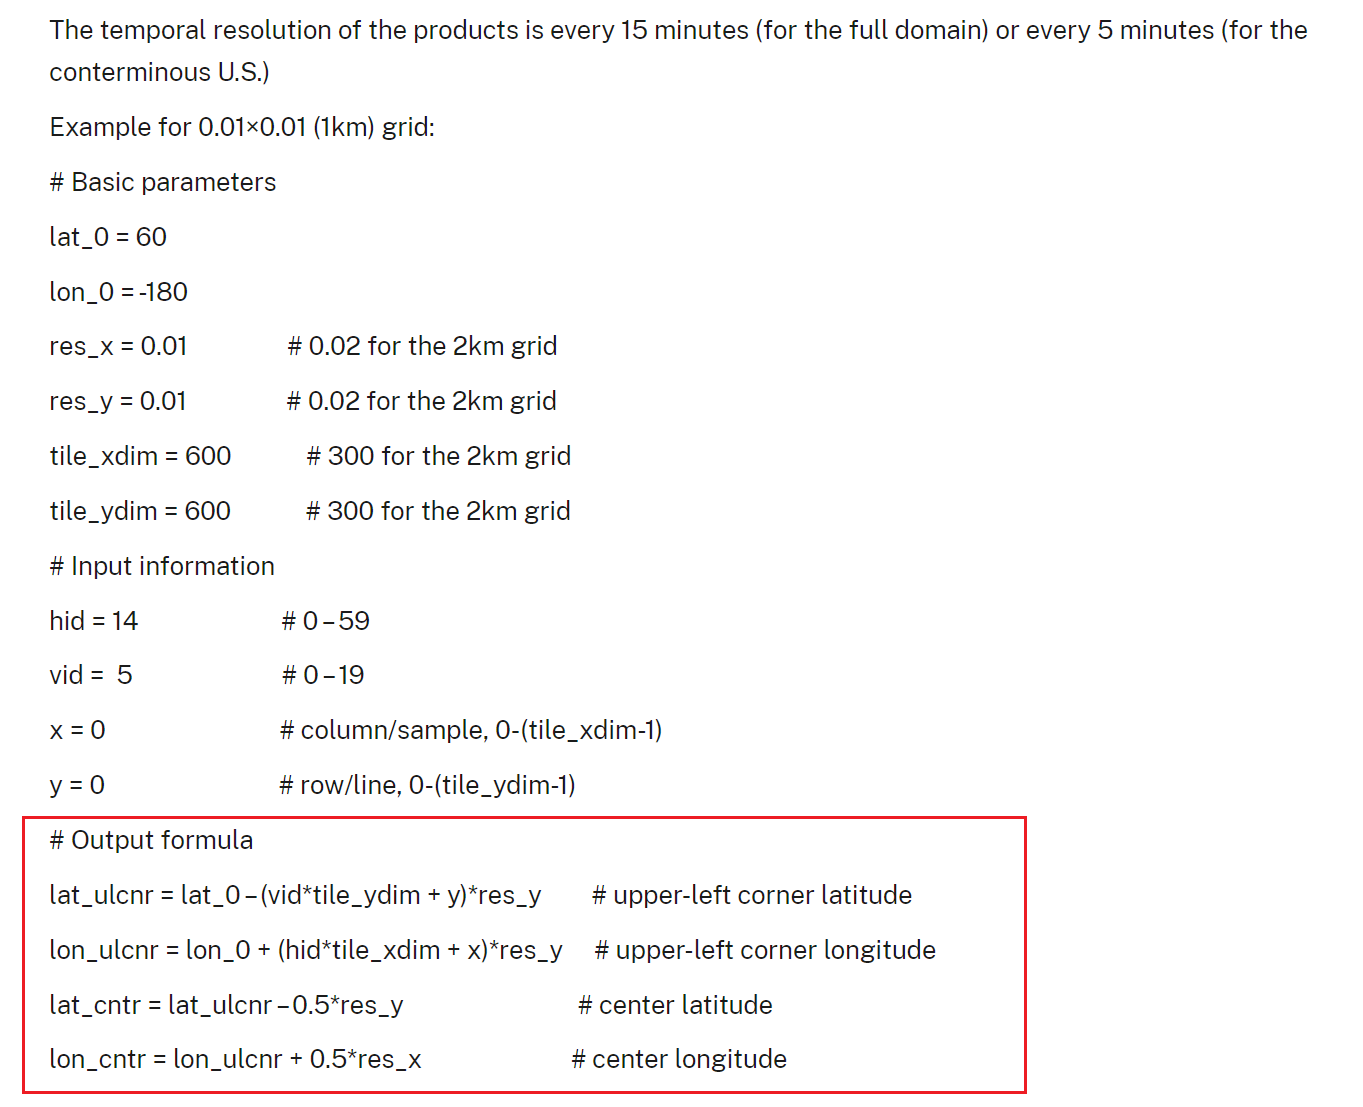 The temporal resolution of the products is every 15 minutes (for the full domain) or every 5 minutes (for the
conterminous U.S.)
Example for 0.01×0.01 (1km) grid:
# Basic parameters
lat_0 = 60
lon_0 = -180
res_x = 0.01 # 0.02 for the 2km grid
res_y = 0.01 # 0.02 for the 2km grid
tile_xdim = 600 # 300 for the 2km grid
tile_ydim = 600 # 300 for the 2km grid
# Input information
hid = 14 # 0 – 59
vid = 5 # 0 – 19
x = 0 # column/sample, 0-(tile_xdim-1)
y = 0 # row/line, 0-(tile_ydim-1)
# Output formula
lat_ulcnr = lat_0 – (vid*tile_ydim + y)*res_y # upper-left corner latitude
lon_ulcnr = lon_0 + (hid*tile_xdim + x)*res_y # upper-left corner longitude
lat_cntr = lat_ulcnr – 0.5*res_y # center latitude
lon_cntr = lon_ulcnr + 0.5*res_x # center longitude